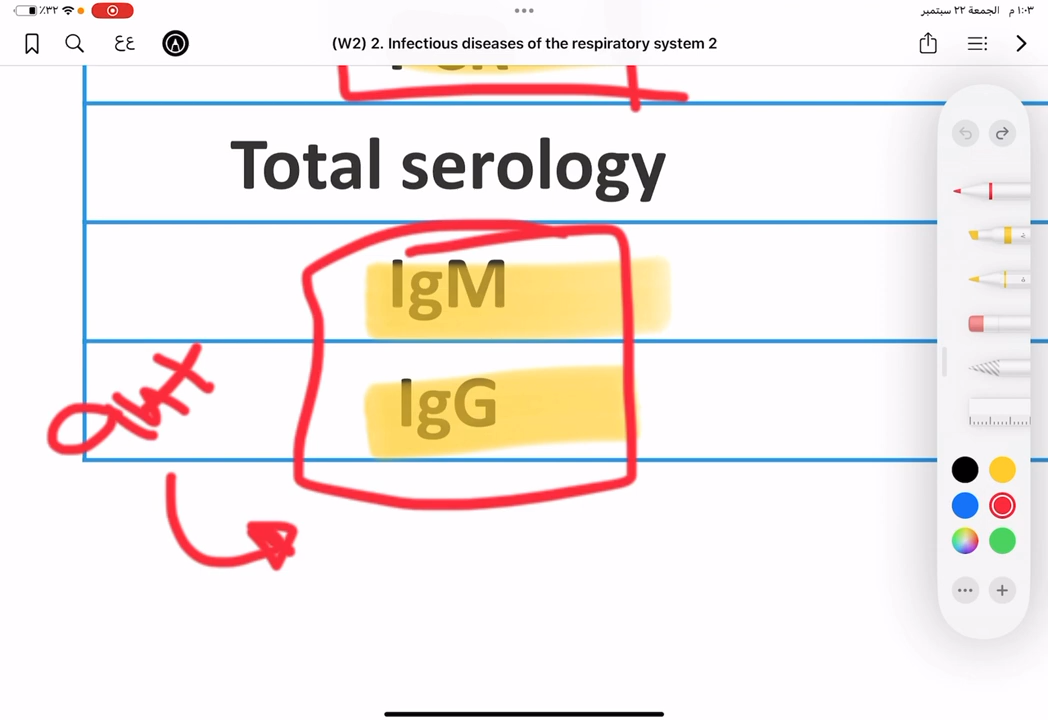 ٪٣٢
١:٠٣ م الجمعة ٢٢ سبتمبر
ع٤
(W2) 2. Infectious diseases of the respiratory system 2
Total serology
IgM
IgG